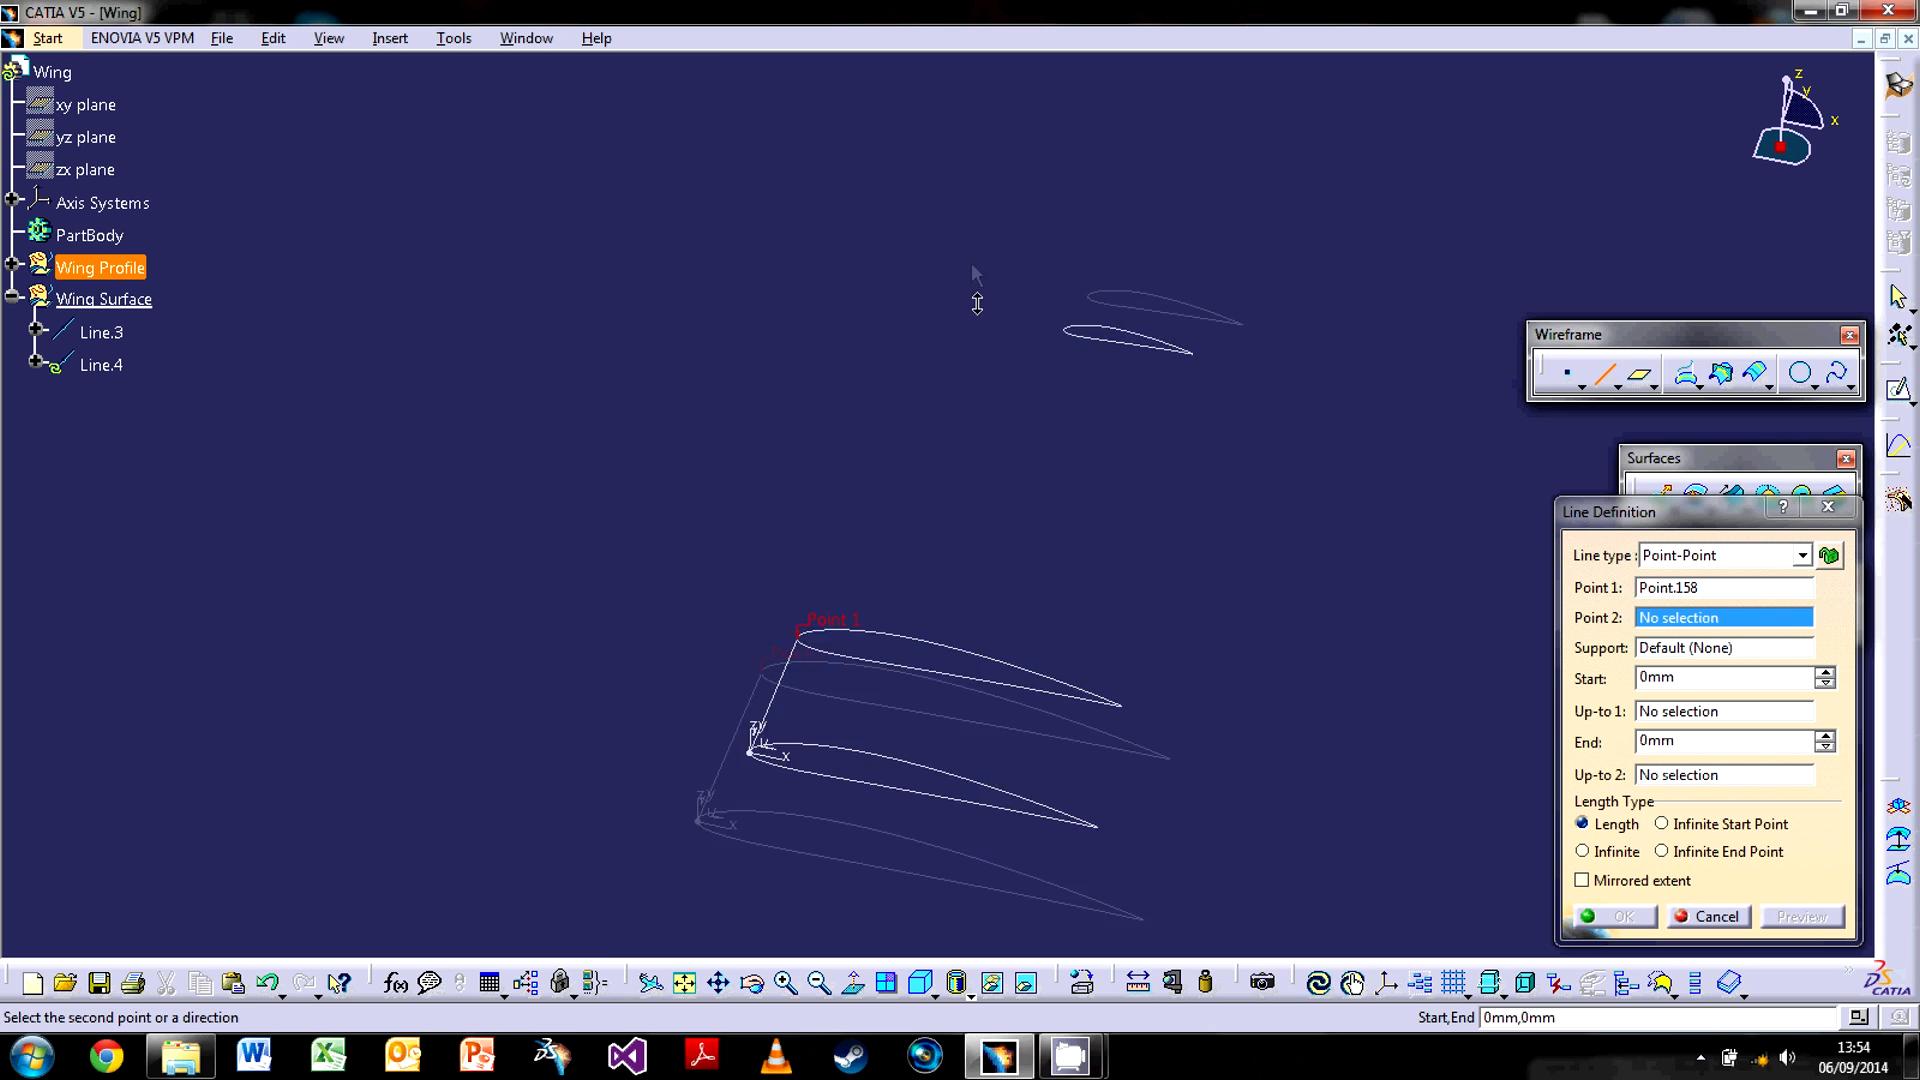 CATIA V5 - [Wing]
Start ENOVIA V5 VPM File Edit View Insert Tools Window Help
Wing
xy plane
yz plane
zx plane
Axis Systems
PartBody
Wing Profile
Wing Surface
Line.3
Line.4
z
y
x
Wireframe
Surfaces
Line Definition
Line type : Point-Point
Point 1: Point.158
Point 2: No selection
Support: Default (None)
Start: 0mm
Up-to 1: No selection
End: 0mm
Up-to 2: No selection
Length Type
Length Infinite Start Point
Infinite Infinite End Point
Mirrored extent
OK Cancel Preview
Point 1
zy
x
zy
x
f(x)
CATIA
Select the second point or a direction
Start,End 0mm,0mm
13:54
06/09/2014